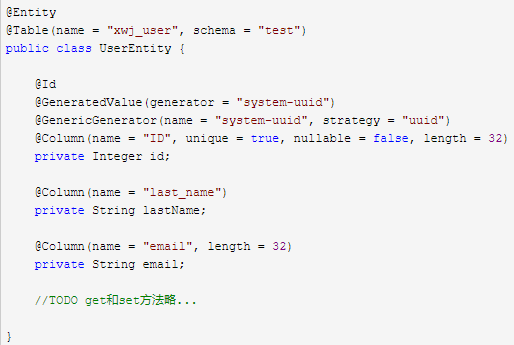 @Entity
@Table(name = "xwj_user", schema = "test")
public class UserEntity {
@Id
@GeneratedValue(generator = "system-uuid")
@GenericGenerator(name = "system-uuid", strategy = "uuid")
@Column(name = "ID", unique = true, nullable = false, length = 32)
private Integer id;
@Column(name = "last_name")
private String lastName;
@Column(name = "email", length = 32)
private String email;
//TODO get和set方法略...
}